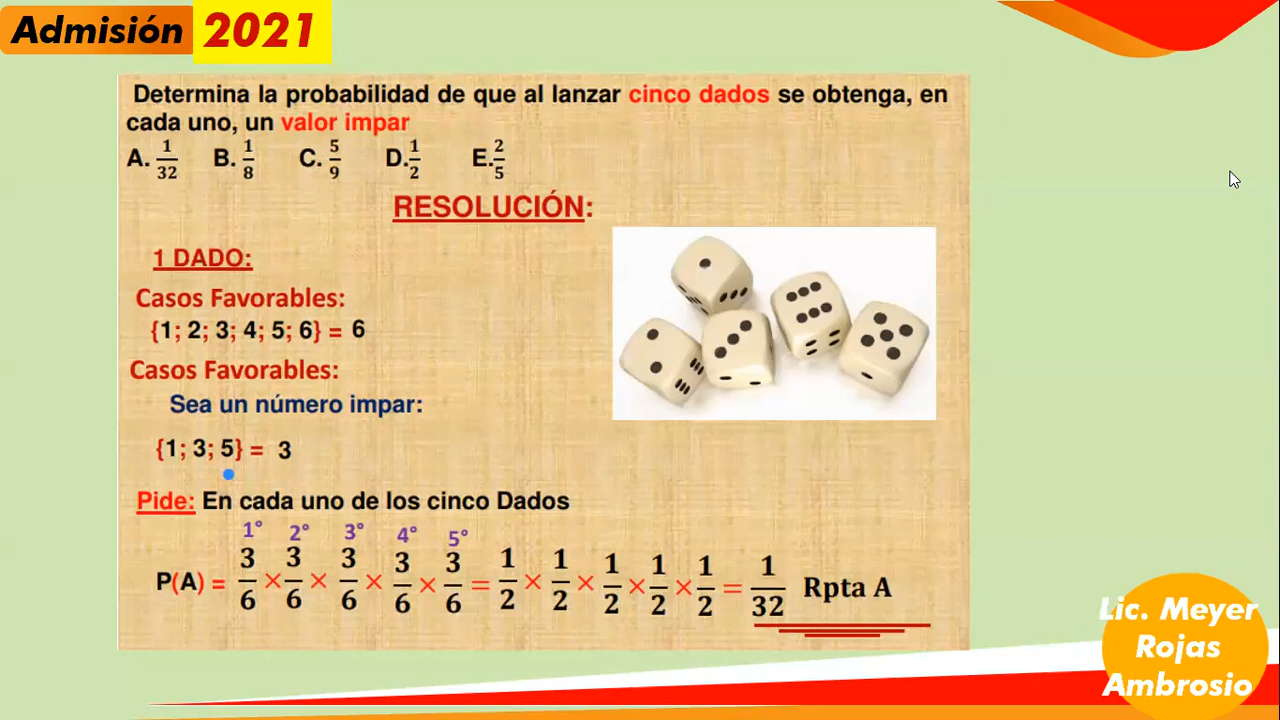 Admisión 2021
Determina la probabilidad de que al lanzar cinco dados se obtenga, en
cada uno, un valor impar
A. 1/32 B. 1/8 C. 5/9 D. 1/2 E. 2/5
RESOLUCIÓN:
1 DADO:
Casos Favorables:
{1; 2; 3; 4; 5; 6} = 6
Casos Favorables:
Sea un número impar:
{1; 3; 5} = 3
Pide: En cada uno de los cinco Dados
1° 2° 3° 4° 5°
P(A) = 3/6 × 3/6 × 3/6 × 3/6 × 3/6 = 1/2 × 1/2 × 1/2 × 1/2 × 1/2 = 1/32 Rpta A
Lic. Meyer
Rojas
Ambrosio